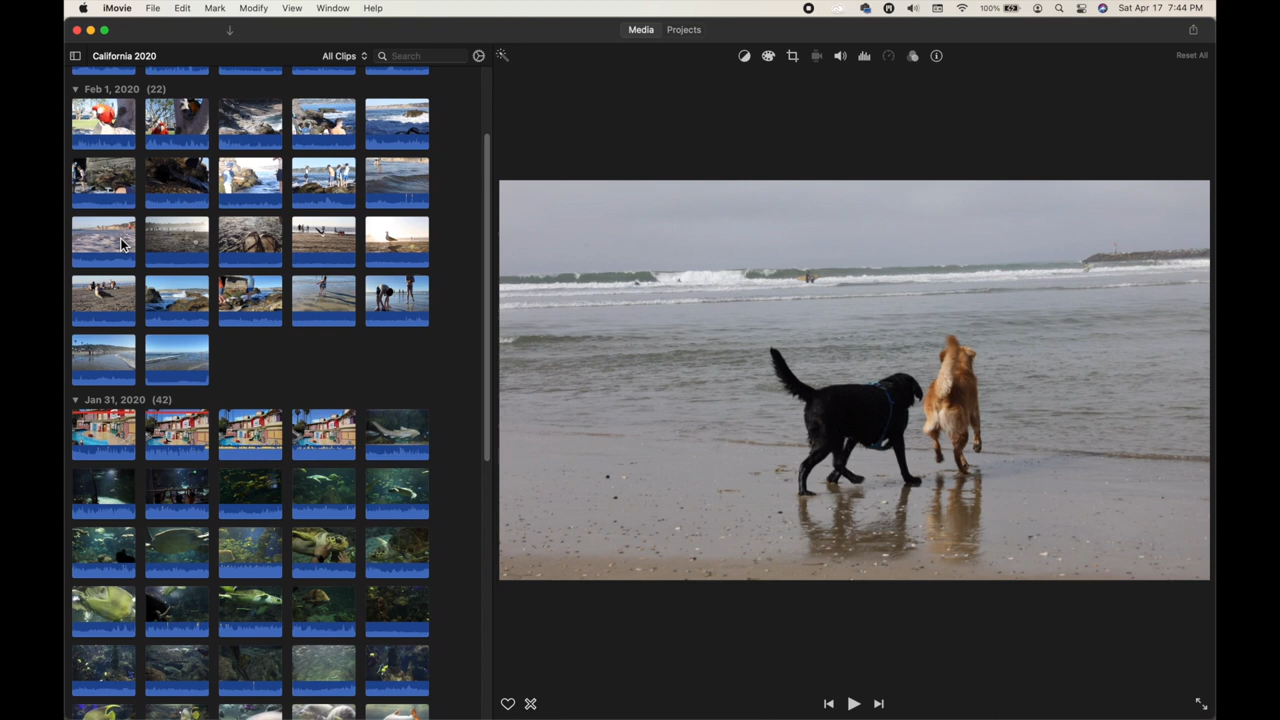 iMovie File Edit Mark Modify View Window Help 100% Sat Apr 17 7:44 PM
Media Projects
California 2020 All Clips Search Reset All
Feb 1, 2020 (22)
Jan 31, 2020 (42)